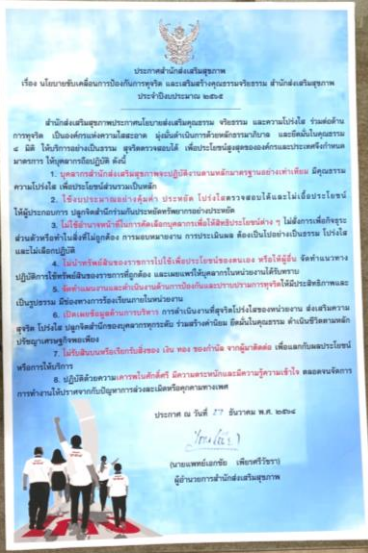 ประกาศสำนักส่งเสริมสุขภาพ
เรื่อง นโยบายขับเคลื่อนการป้องกันการทุจริต และเสริมสร้างคุณธรรมจริยธรรม สำนักส่งเสริมสุขภาพ
ประจำปีงบประมาณ ๒๕๖๕
สำนักส่งเสริมสุขภาพประกาศนโยบายส่งเสริมคุณธรรม จริยธรรม และความโปร่งใส ร่วมต่อต้าน
การทุจริต เป็นองค์กรแห่งความใสสะอาด มุ่งมั่นดำเนินการด้วยหลักธรรมาภิบาล และยึดมั่นในคุณธรรม
๔ มิติ ให้บริการอย่างเป็นธรรม สุจริตตรวจสอบได้ เพื่อประโยชน์สูงสุดขององค์กรและประเทศจึงกำหนด
มาตรการ ให้บุคลากรถือปฏิบัติ ดังนี้
1. บุคลากรสำนักส่งเสริมสุขภาพจะปฏิบัติงานตามหลักมาตรฐานอย่างเท่าเทียม มีคุณธรรม
ความโปร่งใส เพื่อประโยชน์ส่วนรวมเป็นหลัก
2. ใช้งบประมาณอย่างคุ้มค่า ประหยัด โปร่งใสตรวจสอบได้และไม่เอื้อประโยชน์
ให้ผู้ประกอบการ ปลูกจิตสำนึกร่วมกันประหยัดทรัพยากรอย่างประหยัด
3. ไม่ใช้อำนาจหน้าที่ในการคัดเลือกบุคลากรเพื่อให้สิทธิประโยชน์ต่าง ๆ ไม่สั่งการเพื่อกิจธุระ
ส่วนตัวหรือทำในสิ่งที่ไม่ถูกต้อง การมอบหมายงาน การประเมินผล ต้องเป็นไปอย่างเป็นธรรม โปร่งใส
และไม่เลือกปฏิบัติ
4. ไม่นำทรัพย์สินของราชการไปใช้เพื่อประโยชน์ของตนเอง หรือให้ผู้อื่น จัดทำแนวทาง
ปฏิบัติการใช้ทรัพย์สินของราชการที่ถูกต้อง และเผยแพร่ให้บุคลากรในหน่วยงานได้รับทราบ
5. จัดทำแผนงานและดำเนินงานด้านการป้องกันและปราบปรามการทุจริตให้มีประสิทธิภาพและ
เป็นรูปธรรม มีช่องทางการร้องเรียนภายในหน่วยงาน
6. เปิดเผยข้อมูลด้านการบริหาร การดำเนินงานที่สุจริตโปร่งใสของหน่วยงาน ส่งเสริมความ
สุจริต โปร่งใส ปลูกจิตสำนึกของบุคลากรทุกระดับ ร่วมสร้างค่านิยม ยึดมั่นในคุณธรรม ดำเนินชีวิตตามหลัก
ปรัชญาเศรษฐกิจพอเพียง
7. ไม่รับสินบนหรือเรียกรับสิ่งของ เงิน ทอง ของกำนัล จากผู้มาติดต่อ เพื่อแลกกับผลประโยชน์
หรือการให้บริการ
8. ปฏิบัติด้วยความเคารพในศักดิ์ศรี มีความตระหนักและมีความรู้ความเข้าใจ ตลอดจนจัดการ
การทำงานให้ปราศจากกับปัญหาการล่วงละเมิดหรือคุกคามทางเพศ
ประกาศ ณ วันที่ ๕๗ ธันวาคม พ.ศ. ๒๕๖๔
(นายแพทย์เอกชัย เพียรศรีวัชรา)
ผู้อำนวยการสำนักส่งเสริมสุขภาพ